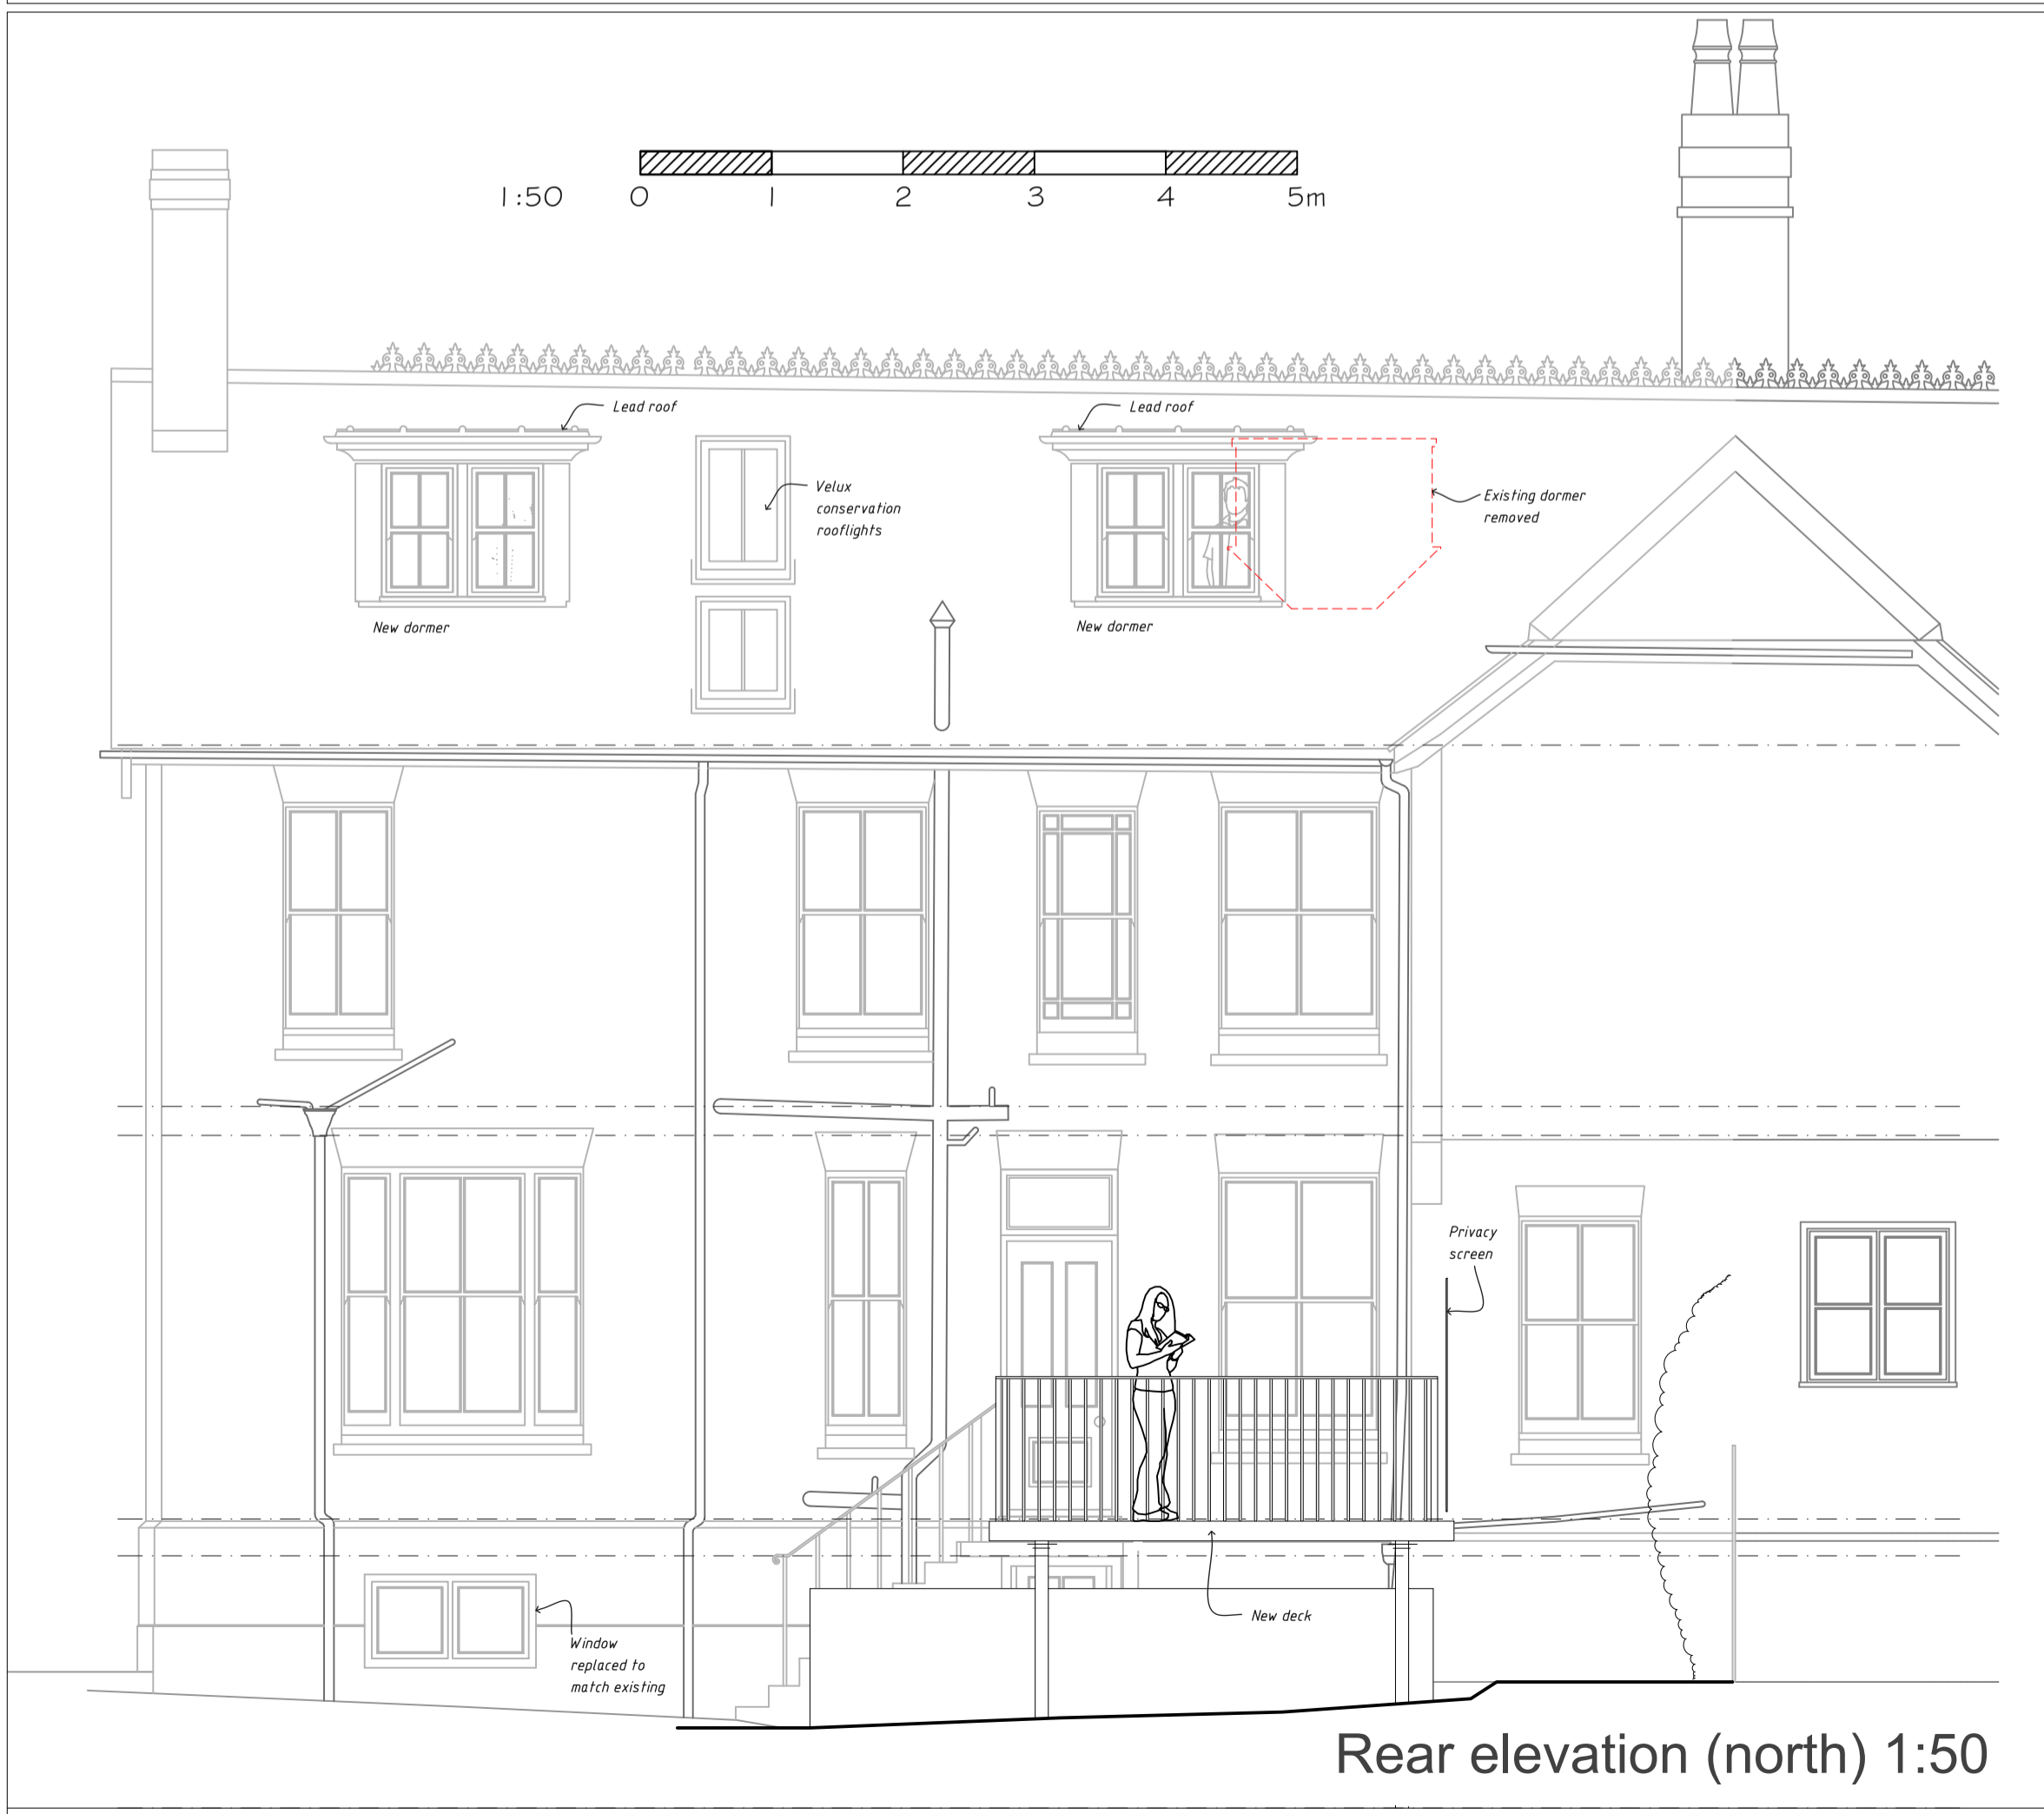 1:50 0 1 2 3 4 5m
Lead roof
Lead roof
Velux
conservation
rooflights
Existing dormer
removed
New dormer
New dormer
Privacy
screen
New deck
Window
replaced to
match existing
Rear elevation (north) 1:50